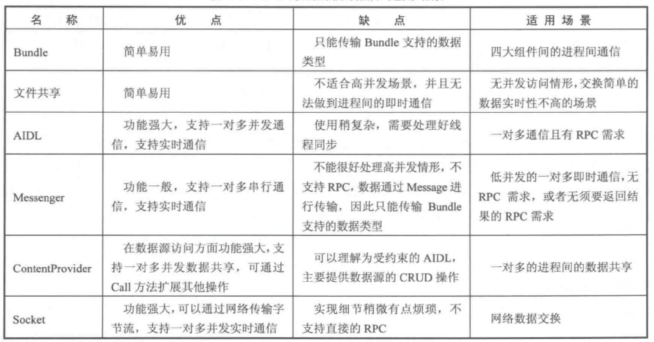 名 称
优 点
缺 点
适 用 场 景
Bundle
简单易用
只能传输 Bundle 支持的数据
类型
四大组件间的进程间通信
文件共享
简单易用
不适合高并发场景，并且无
法做到进程间的即时通信
无并发访问情形，交换简单的
数据实时性不高的场景
AIDL
功能强大，支持一对多并发通
信，支持实时通信
使用稍复杂，需要处理好线
程同步
一对多通信且有 RPC 需求
Messenger
功能一般，支持一对多串行通
信，支持实时通信
不能很好处理高并发情形，不
支持 RPC，数据通过 Message 进
行传输，因此只能传输 Bundle
支持的数据类型
低并发的一对多即时通信，无
RPC 需求，或者无须要返回结
果的 RPC 需求
ContentProvider
在数据源访问方面功能强大，支
持一对多并发数据共享，可通过
Call 方法扩展其他操作
可以理解为受约束的 AIDL，
主要提供数据源的 CRUD 操作
一对多的进程间的数据共享
Socket
功能强大，可以通过网络传输字
节流，支持一对多并发实时通信
实现细节稍微有点烦琐，不
支持直接的 RPC
网络数据交换